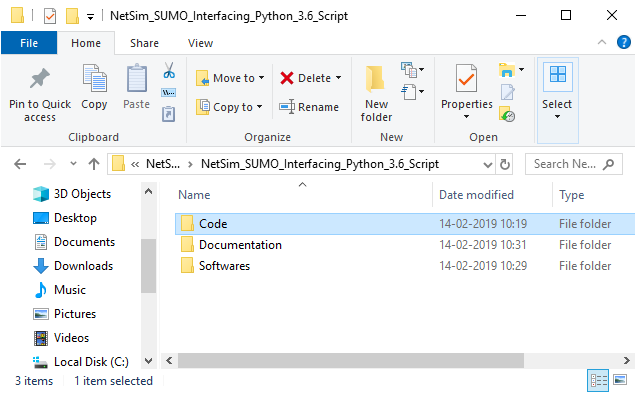 NetSim_SUMO_Interfacing_Python_3.6_Script
File Home Share View
Pin to Quick access
Copy
Paste
Move to
Copy to
Delete
Rename
New folder
Properties
Select
Clipboard Organize New Open
« NetS... > NetSim_SUMO_Interfacing_Python_3.6_Script
Search Ne...
3D Objects
Desktop
Documents
Downloads
Music
Pictures
Videos
Local Disk (C:)
Name Date modified Type
Code 14-02-2019 10:19 File folder
Documentation 14-02-2019 10:31 File folder
Softwares 14-02-2019 10:29 File folder
3 items 1 item selected